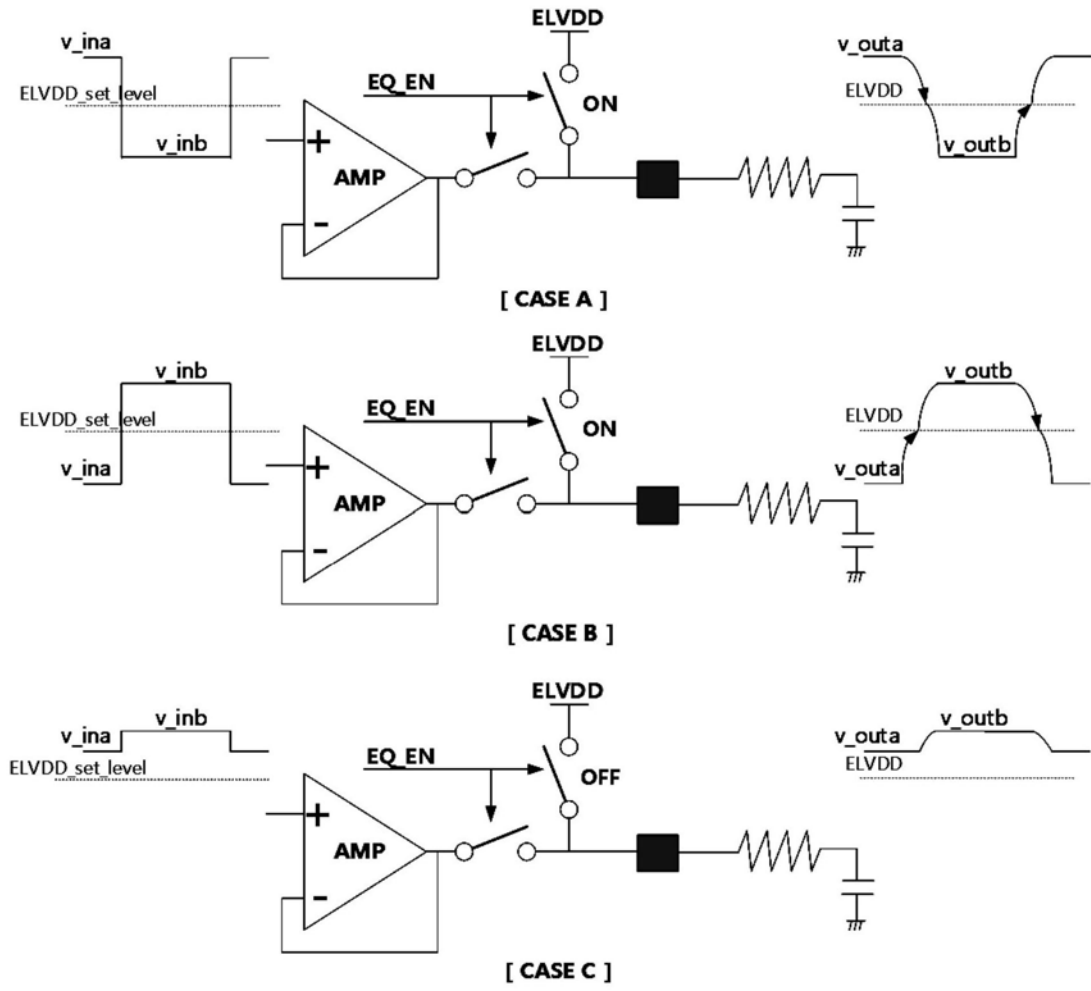 ELVDD
v_ina
v_outa
ELVDD_set_level
EQ_EN
ON
ELVDD
v_inb
+
AMP
-
v_outb
[ CASE A ]
ELVDD
v_inb
v_outb
ELVDD_set_level
EQ_EN
ON
ELVDD
v_ina
+
v_outa
AMP
-
[ CASE B ]
ELVDD
v_inb
v_outb
v_ina
v_outa
ELVDD_set_level
EQ_EN
OFF
ELVDD
+
AMP
-
[ CASE C ]